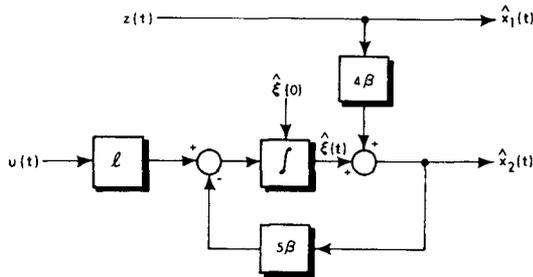 z(t)
x̂₁(t)
4β
ξ̂(0)
u(t)
ℓ
+
-
∫
ξ̂(t)
+
+
x̂₂(t)
5β